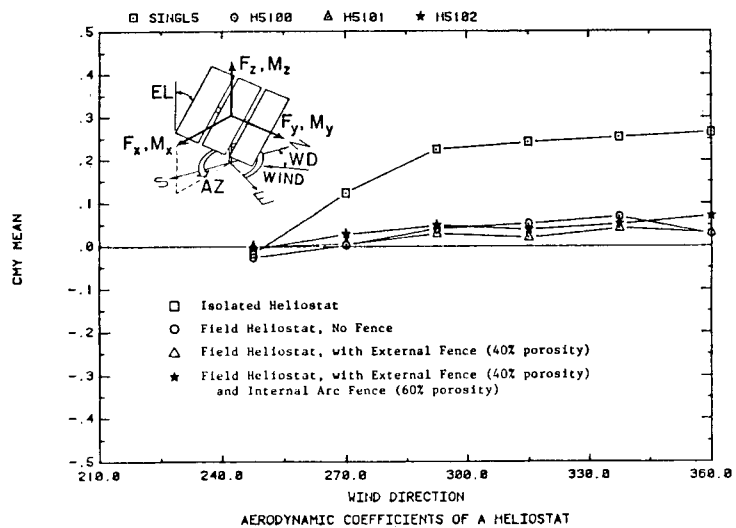 SINGL5 H5100 H5101 H5102
.5
.4
.3
.2
.1
.0
-.1
-.2
-.3
-.4
-.5
CMY MEAN
Fz, Mz
EL
Fy, My
Fx, Mx
N
WD
WIND
S
AZ
E
Isolated Heliostat
Field Heliostat, No Fence
Field Heliostat, with External Fence (40% porosity)
Field Heliostat, with External Fence (40% porosity)
and Internal Arc Fence (60% porosity)
210.0 240.0 270.0 300.0 330.0 360.0
WIND DIRECTION
AERODYNAMIC COEFFICIENTS OF A HELIOSTAT